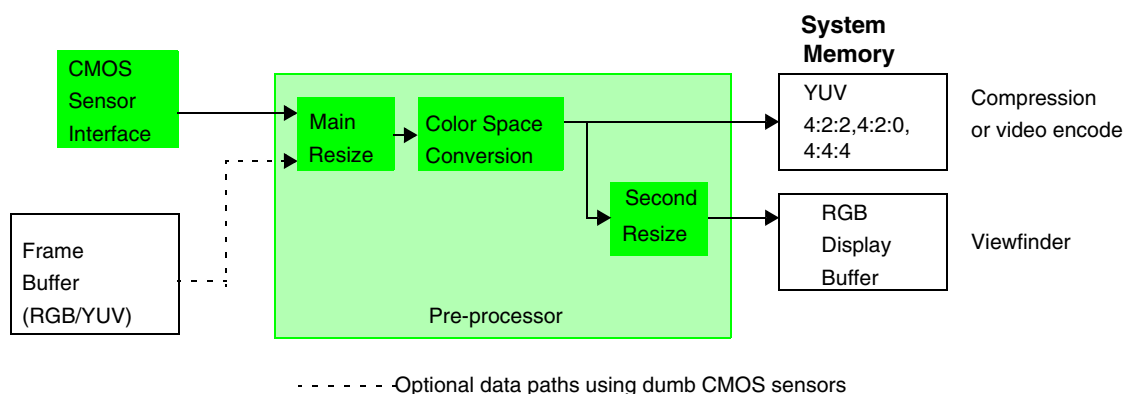 System
Memory
CMOS
Sensor
Interface
Main
Resize
Color Space
Conversion
YUV
4:2:2,4:2:0,
4:4:4
Compression
or video encode
Second
Resize
RGB
Display
Buffer
Viewfinder
Frame
Buffer
(RGB/YUV)
Pre-processor
Optional data paths using dumb CMOS sensors